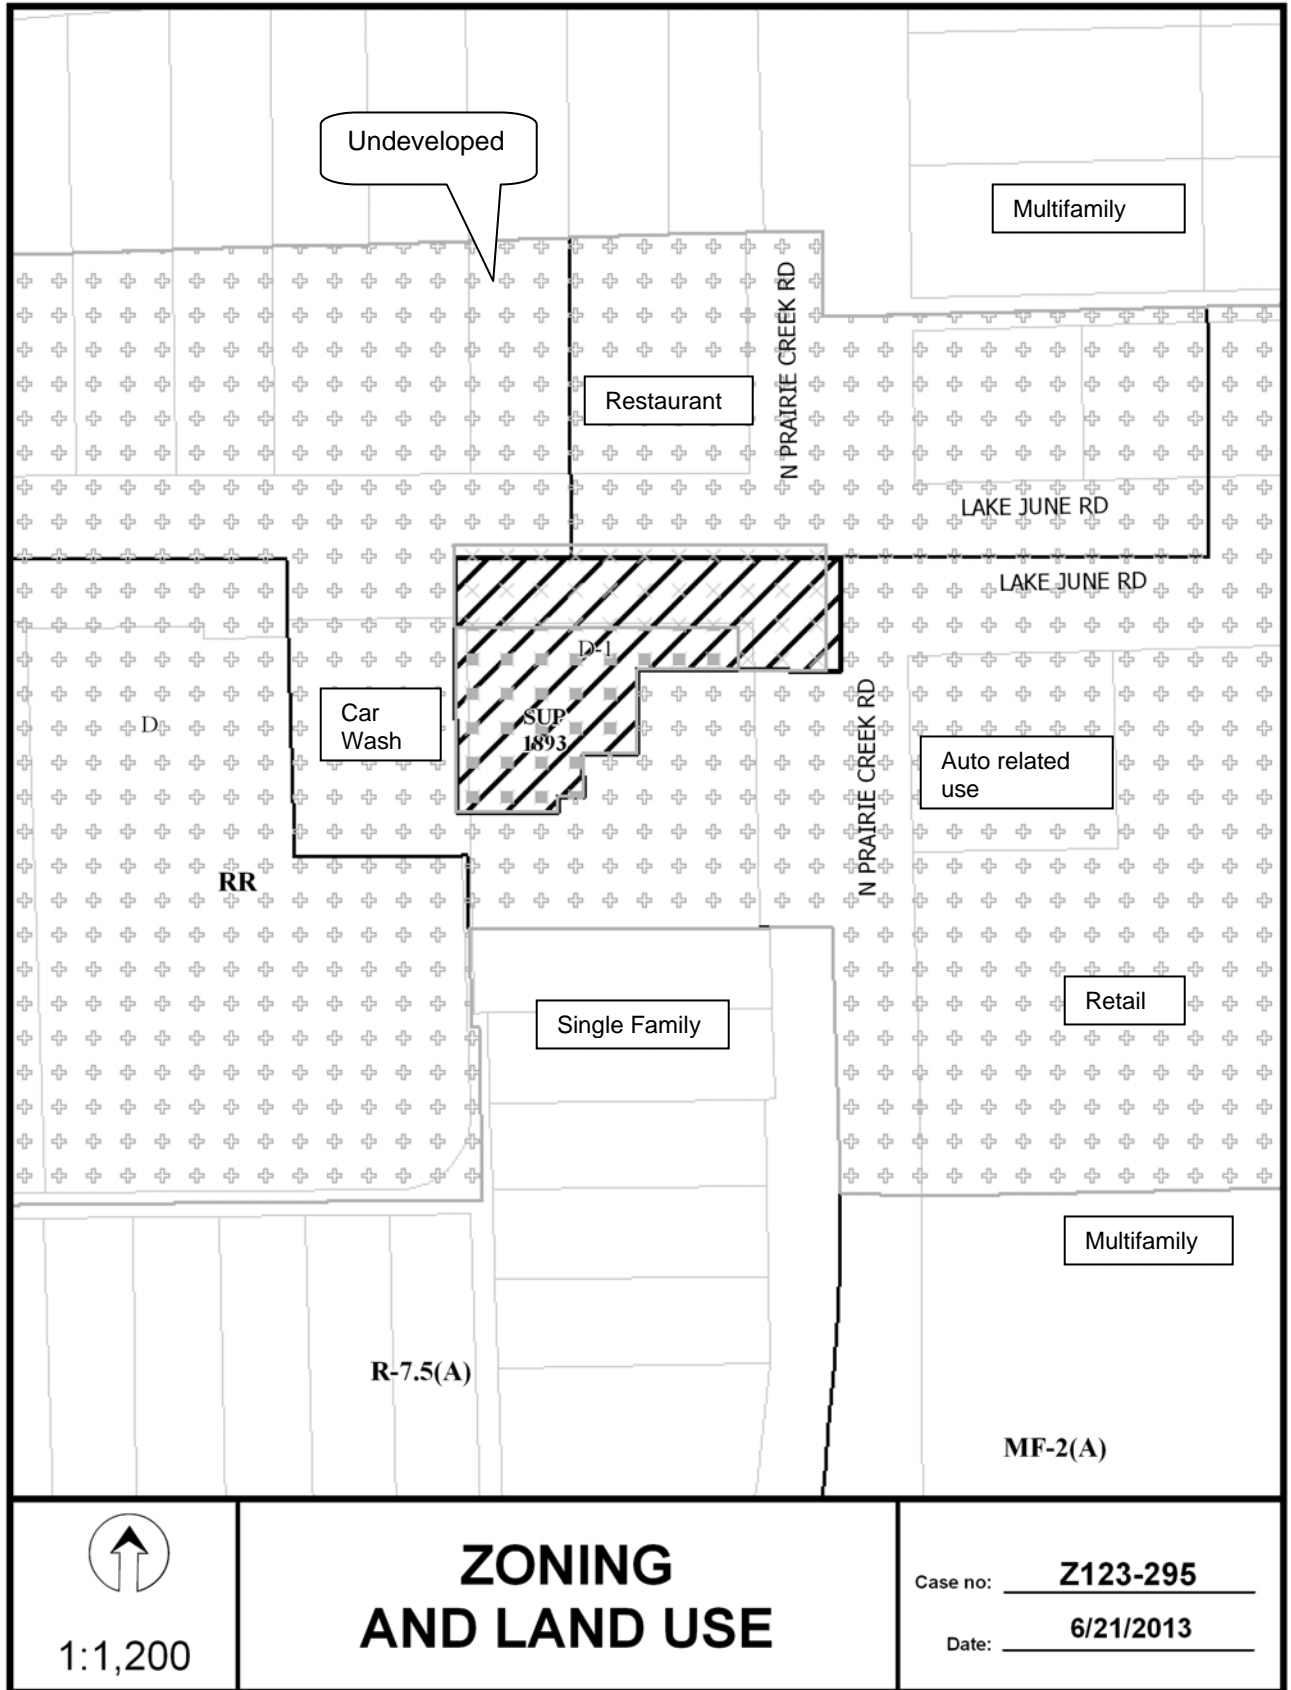 Undeveloped
Multifamily
N PRAIRIE CREEK RD
Restaurant
LAKE JUNE RD
LAKE JUNE RD
D-1
SUP
1893
Car
Wash
D
N PRAIRIE CREEK RD
Auto related
use
RR
Retail
Single Family
Multifamily
R-7.5(A)
MF-2(A)
1:1,200
ZONING
AND LAND USE
Case no: Z123-295
Date: 6/21/2013